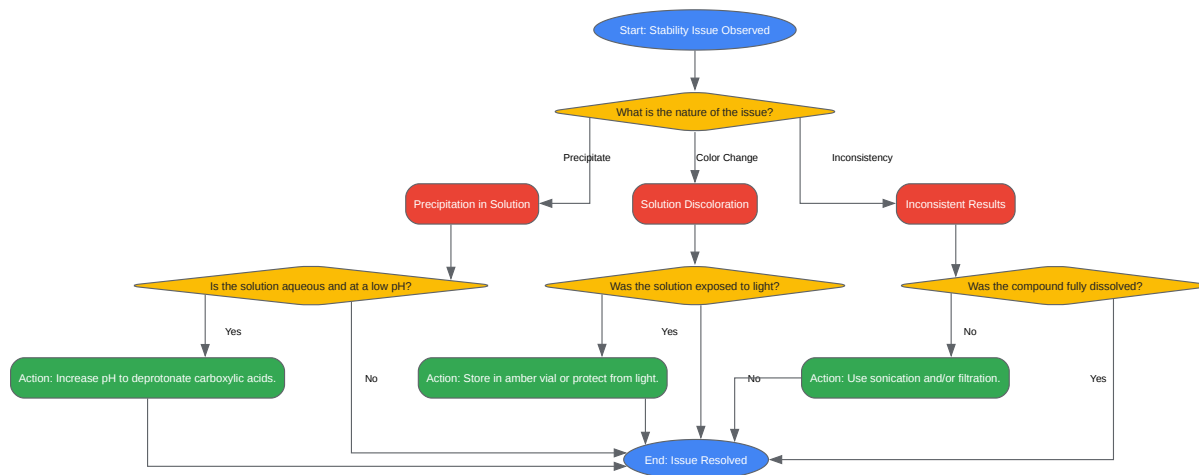 Start: Stability Issue Observed
What is the nature of the issue?
Precipitate
Color Change
Inconsistency
Precipitation in Solution
Solution Discoloration
Inconsistent Results
Is the solution aqueous and at a low pH?
Was the solution exposed to light?
Was the compound fully dissolved?
Yes
Yes
No
Action: Increase pH to deprotonate carboxylic acids.
No
Action: Store in amber vial or protect from light.
No
Action: Use sonication and/or filtration.
Yes
End: Issue Resolved